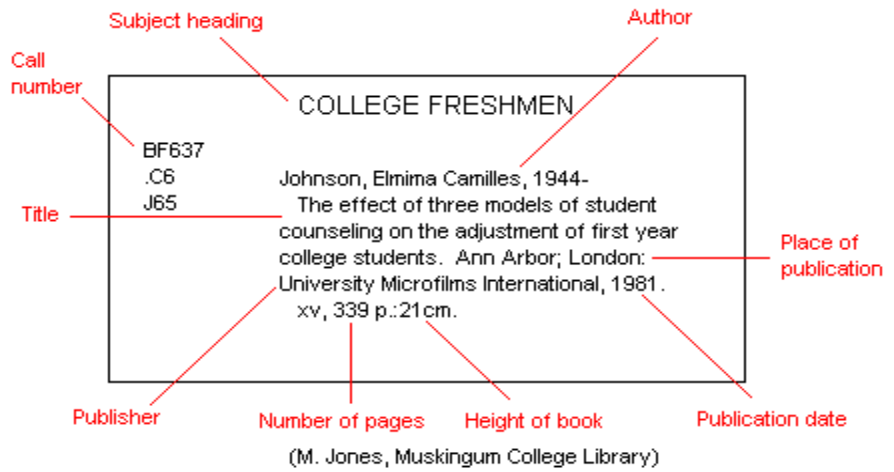 Subject heading
Author
Call
number
COLLEGE FRESHMEN
BF637
.C6
J65
Johnson, Elmima Camilles, 1944-
Title
The effect of three models of student
counseling on the adjustment of first year
college students. Ann Arbor; London:
University Microfilms International, 1981.
xv, 339 p.:21cm.
Place of
publication
Publisher
Number of pages
Height of book
Publication date
(M. Jones, Muskingum College Library)